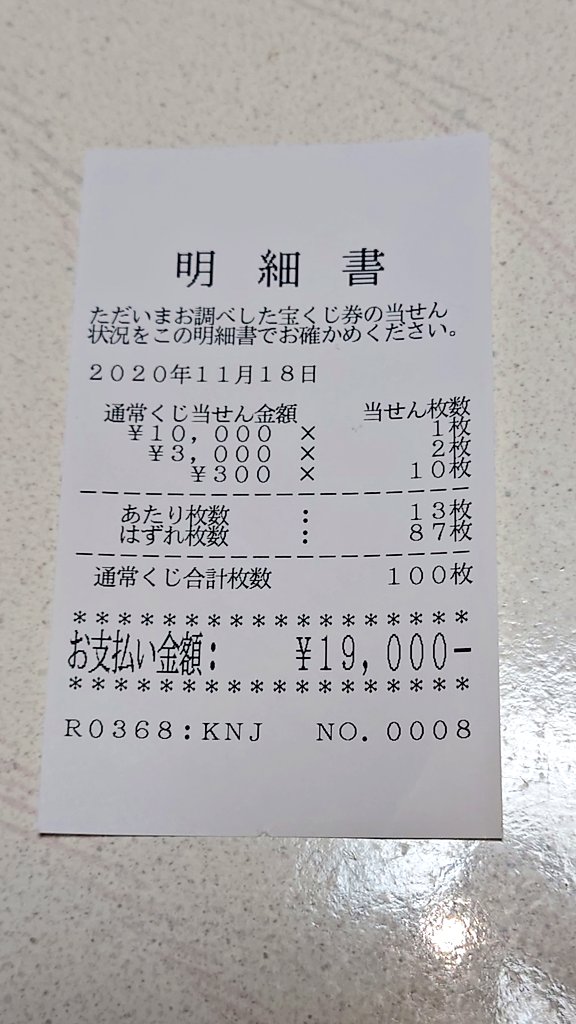 明 細 書
ただいまお調べした宝くじ券の当せん
状況をこの明細書でお確かめください。
2020年11月18日
通常くじ当せん金額 当せん枚数
¥10,000 × 1枚
¥3,000 × 2枚
¥300 × 10枚
あたり枚数 : 13枚
はずれ枚数 : 87枚
通常くじ合計枚数 100枚
******************
お支払い金額: ¥19,000-
******************
R0368:KNJ NO.0008